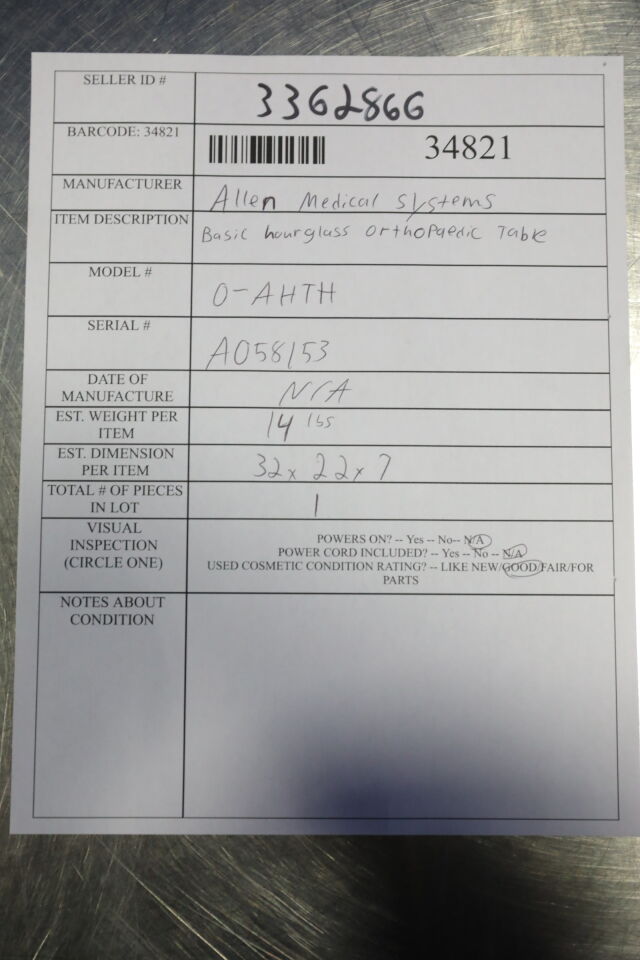 SELLER ID #
3362866
BARCODE: 34821
34821
MANUFACTURER
Allen Medical Systems
ITEM DESCRIPTION
Basic hourglass orthopaedic Table
MODEL #
O-AHTH
SERIAL #
A058153
DATE OF
MANUFACTURE
N/A
EST. WEIGHT PER
ITEM
14 lbs
EST. DIMENSION
PER ITEM
32 x 22 x 7
TOTAL # OF PIECES
IN LOT
1
VISUAL
INSPECTION
(CIRCLE ONE)
POWERS ON? -- Yes -- No-- N/A
POWER CORD INCLUDED? -- Yes -- No -- N/A
USED COSMETIC CONDITION RATING? -- LIKE NEW/GOOD/FAIR/FOR
PARTS
NOTES ABOUT
CONDITION